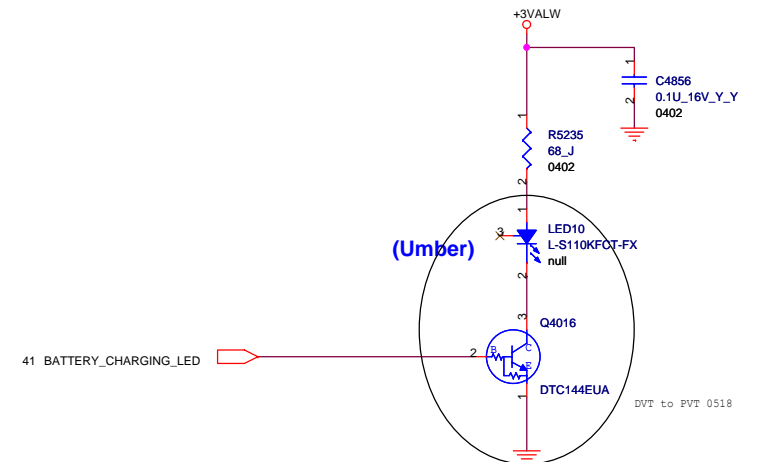 +3VALW
1
C4856
0.1U_16V_Y_Y
2
0402
1
R5235
68_J
0402
2
1
3
LED10
(Umber)
L-S110KFCT-FX
null
2
3
Q4016
41 BATTERY_CHARGING_LED
2
B
C
E
1
DTC144EUA
DVT to PVT 0518